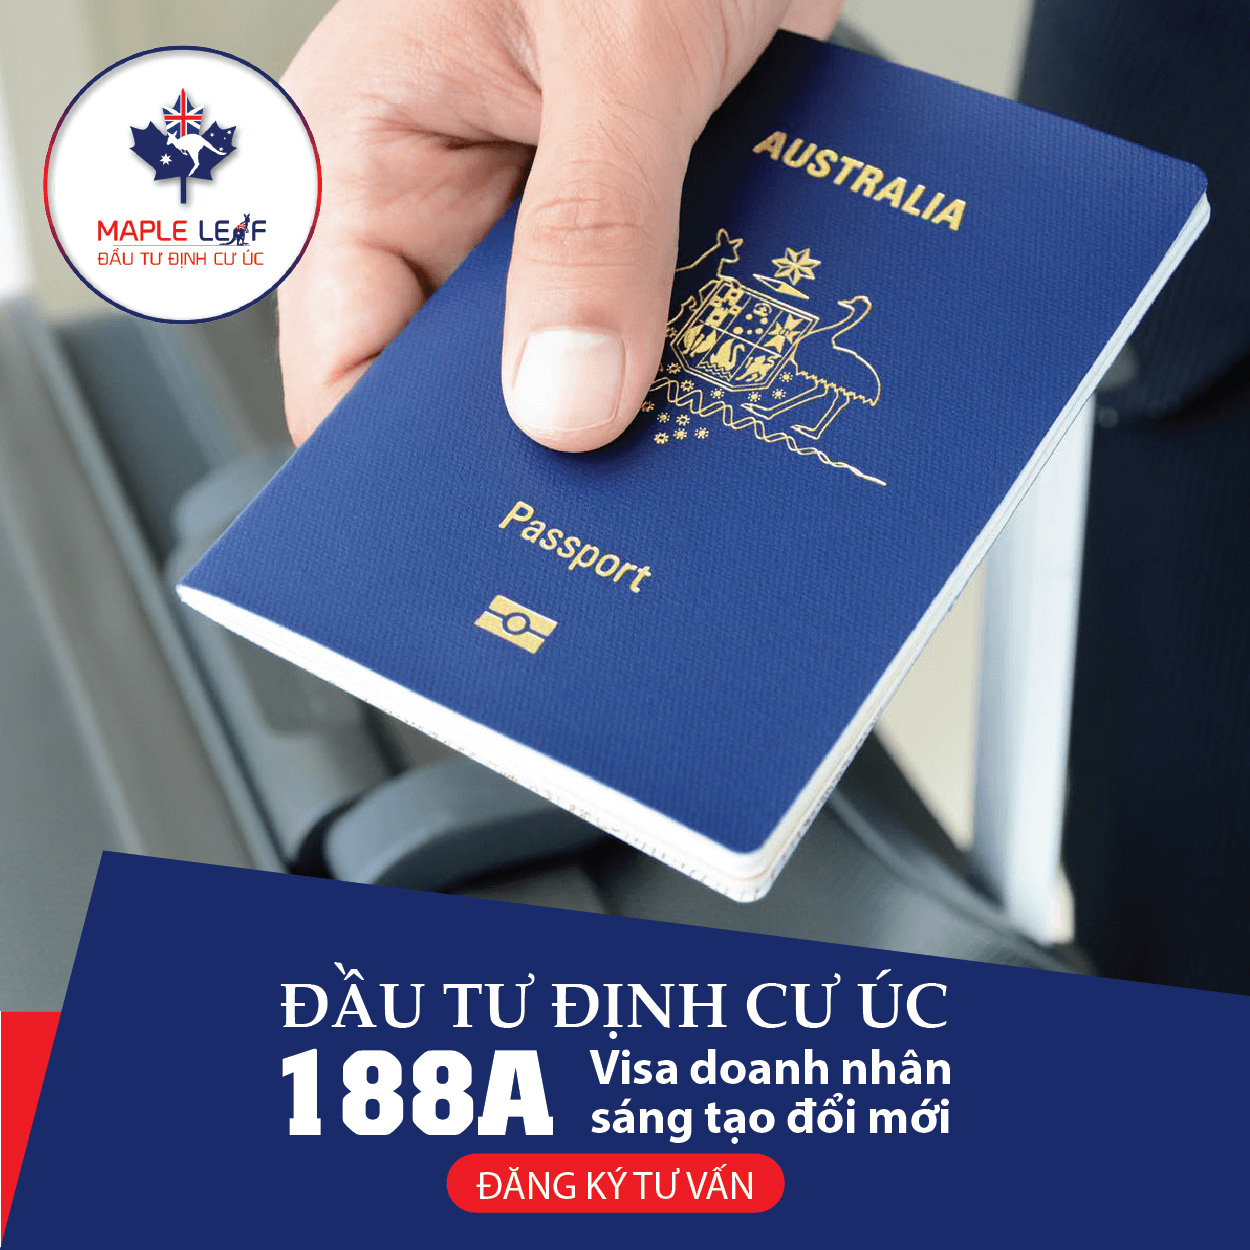 MAPLE LEAF
ĐẦU TƯ ĐỊNH CƯ ÚC
AUSTRALIA
Passport
ĐẦU TƯ ĐỊNH CƯ ÚC
188A
Visa doanh nhân
sáng tạo đổi mới
ĐĂNG KÝ TƯ VẤN